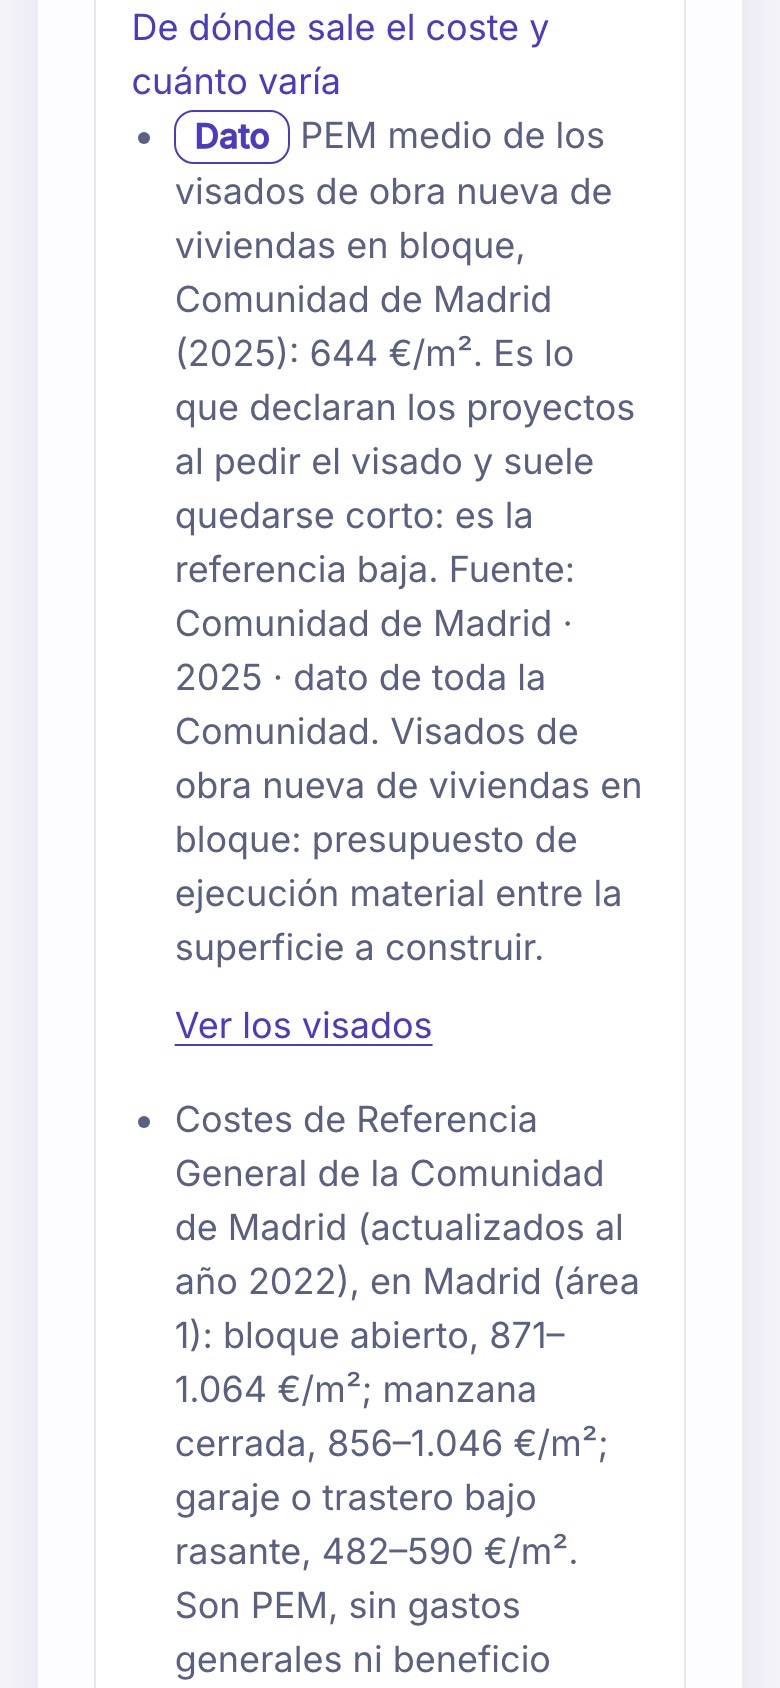 De dónde sale el coste y
cuánto varía
• Dato PEM medio de los
visados de obra nueva de
viviendas en bloque,
Comunidad de Madrid
(2025): 644 €/m². Es lo
que declaran los proyectos
al pedir el visado y suele
quedarse corto: es la
referencia baja. Fuente:
Comunidad de Madrid ·
2025 · dato de toda la
Comunidad. Visados de
obra nueva de viviendas en
bloque: presupuesto de
ejecución material entre la
superficie a construir.
Ver los visados
• Costes de Referencia
General de la Comunidad
de Madrid (actualizados al
año 2022), en Madrid (área
1): bloque abierto, 871–
1.064 €/m²; manzana
cerrada, 856–1.046 €/m²;
garaje o trastero bajo
rasante, 482–590 €/m².
Son PEM, sin gastos
generales ni beneficio